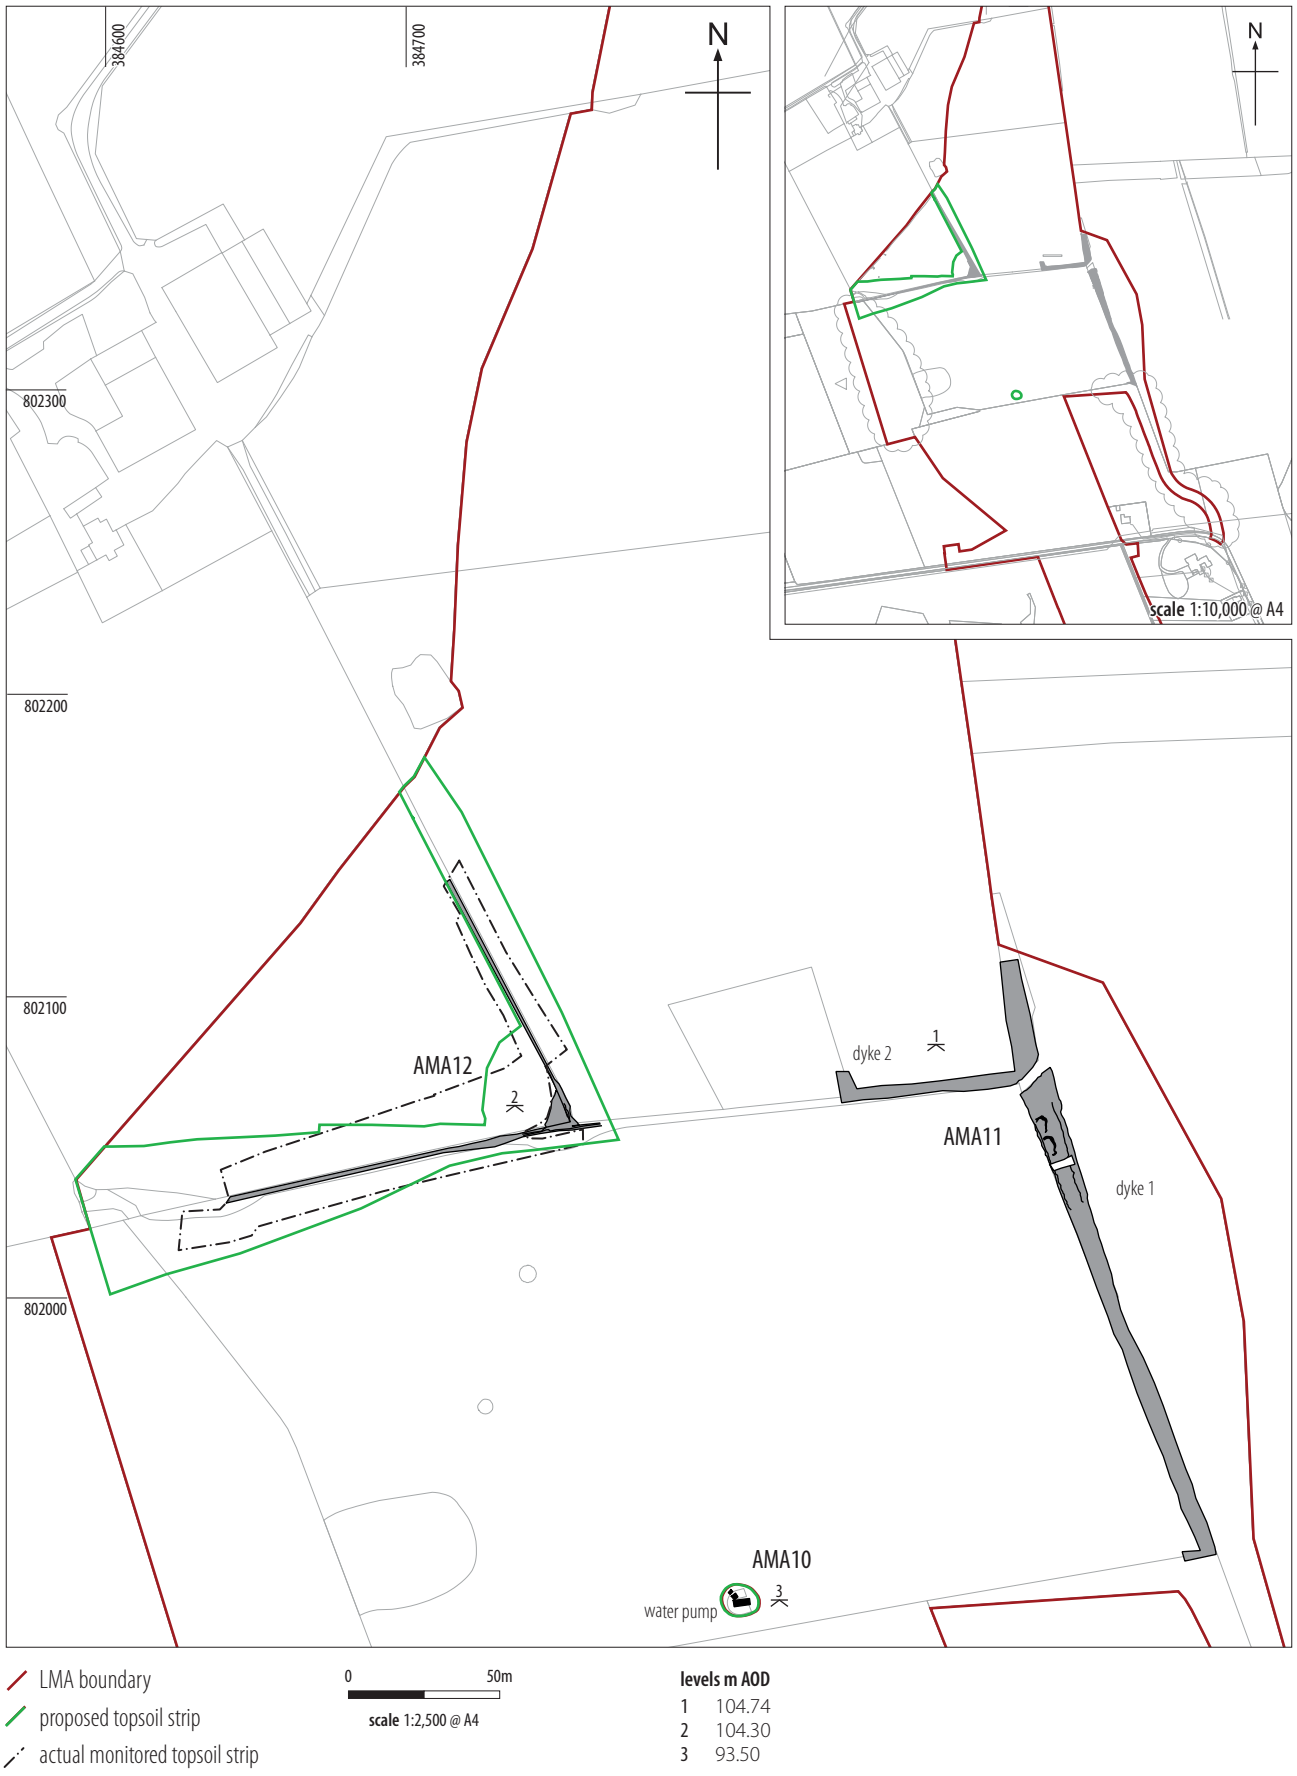 384600
384700
N
N
scale 1:10,000 @ A4
802300
802200
802100
802000
AMA12
2
dyke 2
1
AMA11
dyke 1
AMA10
3
water pump
LMA boundary
proposed topsoil strip
actual monitored topsoil strip
0 50m
scale 1:2,500 @ A4
levels m AOD
1 104.74
2 104.30
3 93.50